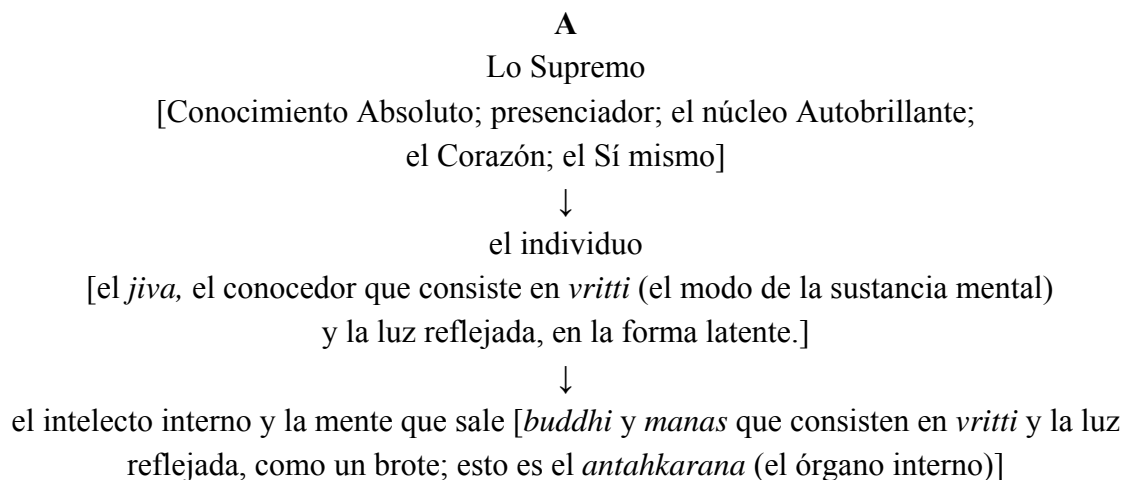 A
Lo Supremo
[Conocimiento Absoluto; presenciador; el núcleo Autobrillante;
el Corazón; el Sí mismo]
↓
el individuo
[el jiva, el conocedor que consiste en vritti (el modo de la sustancia mental)
y la luz reflejada, en la forma latente.]
↓
el intelecto interno y la mente que sale [buddhi y manas que consisten en vritti y la luz
reflejada, como un brote; esto es el antahkarana (el órgano interno)]